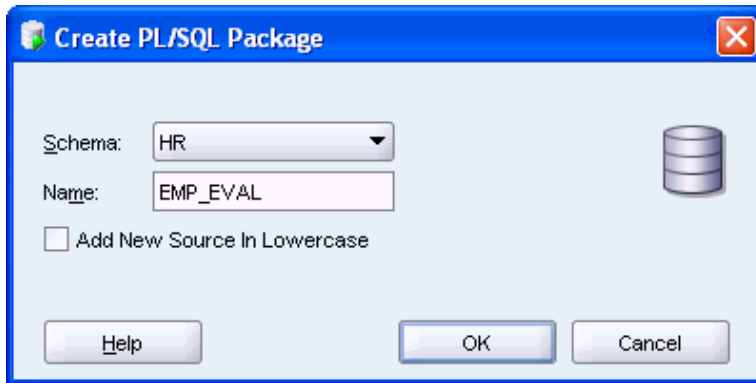 Create PL/SQL Package
Schema: HR
Name: EMP_EVAL
Add New Source In Lowercase
Help OK Cancel